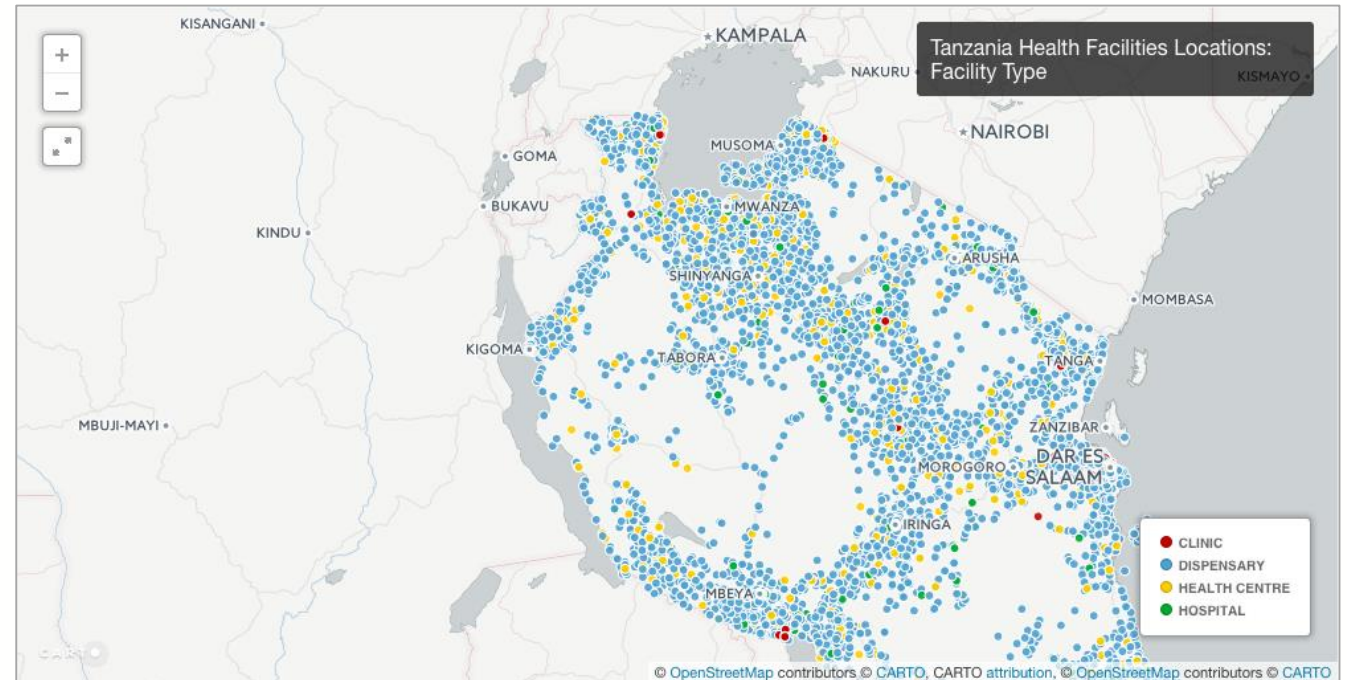 KISANGANI
KAMPALA
Tanzania Health Facilities Locations:
Facility Type
+
−
NAKURU
KISMAYO
NAIROBI
MUSOMA
GOMA
BUKAVU
MWANZA
KINDU
ARUSHA
SHINYANGA
MOMBASA
KIGOMA
TABORA
TANGA
MBUJI-MAYI
ZANZIBAR
DAR ES
SALAAM
MOROGORO
IRINGA
CLINIC
DISPENSARY
HEALTH CENTRE
HOSPITAL
MBEYA
CARTO
© OpenStreetMap contributors © CARTO, CARTO attribution, © OpenStreetMap contributors © CARTO